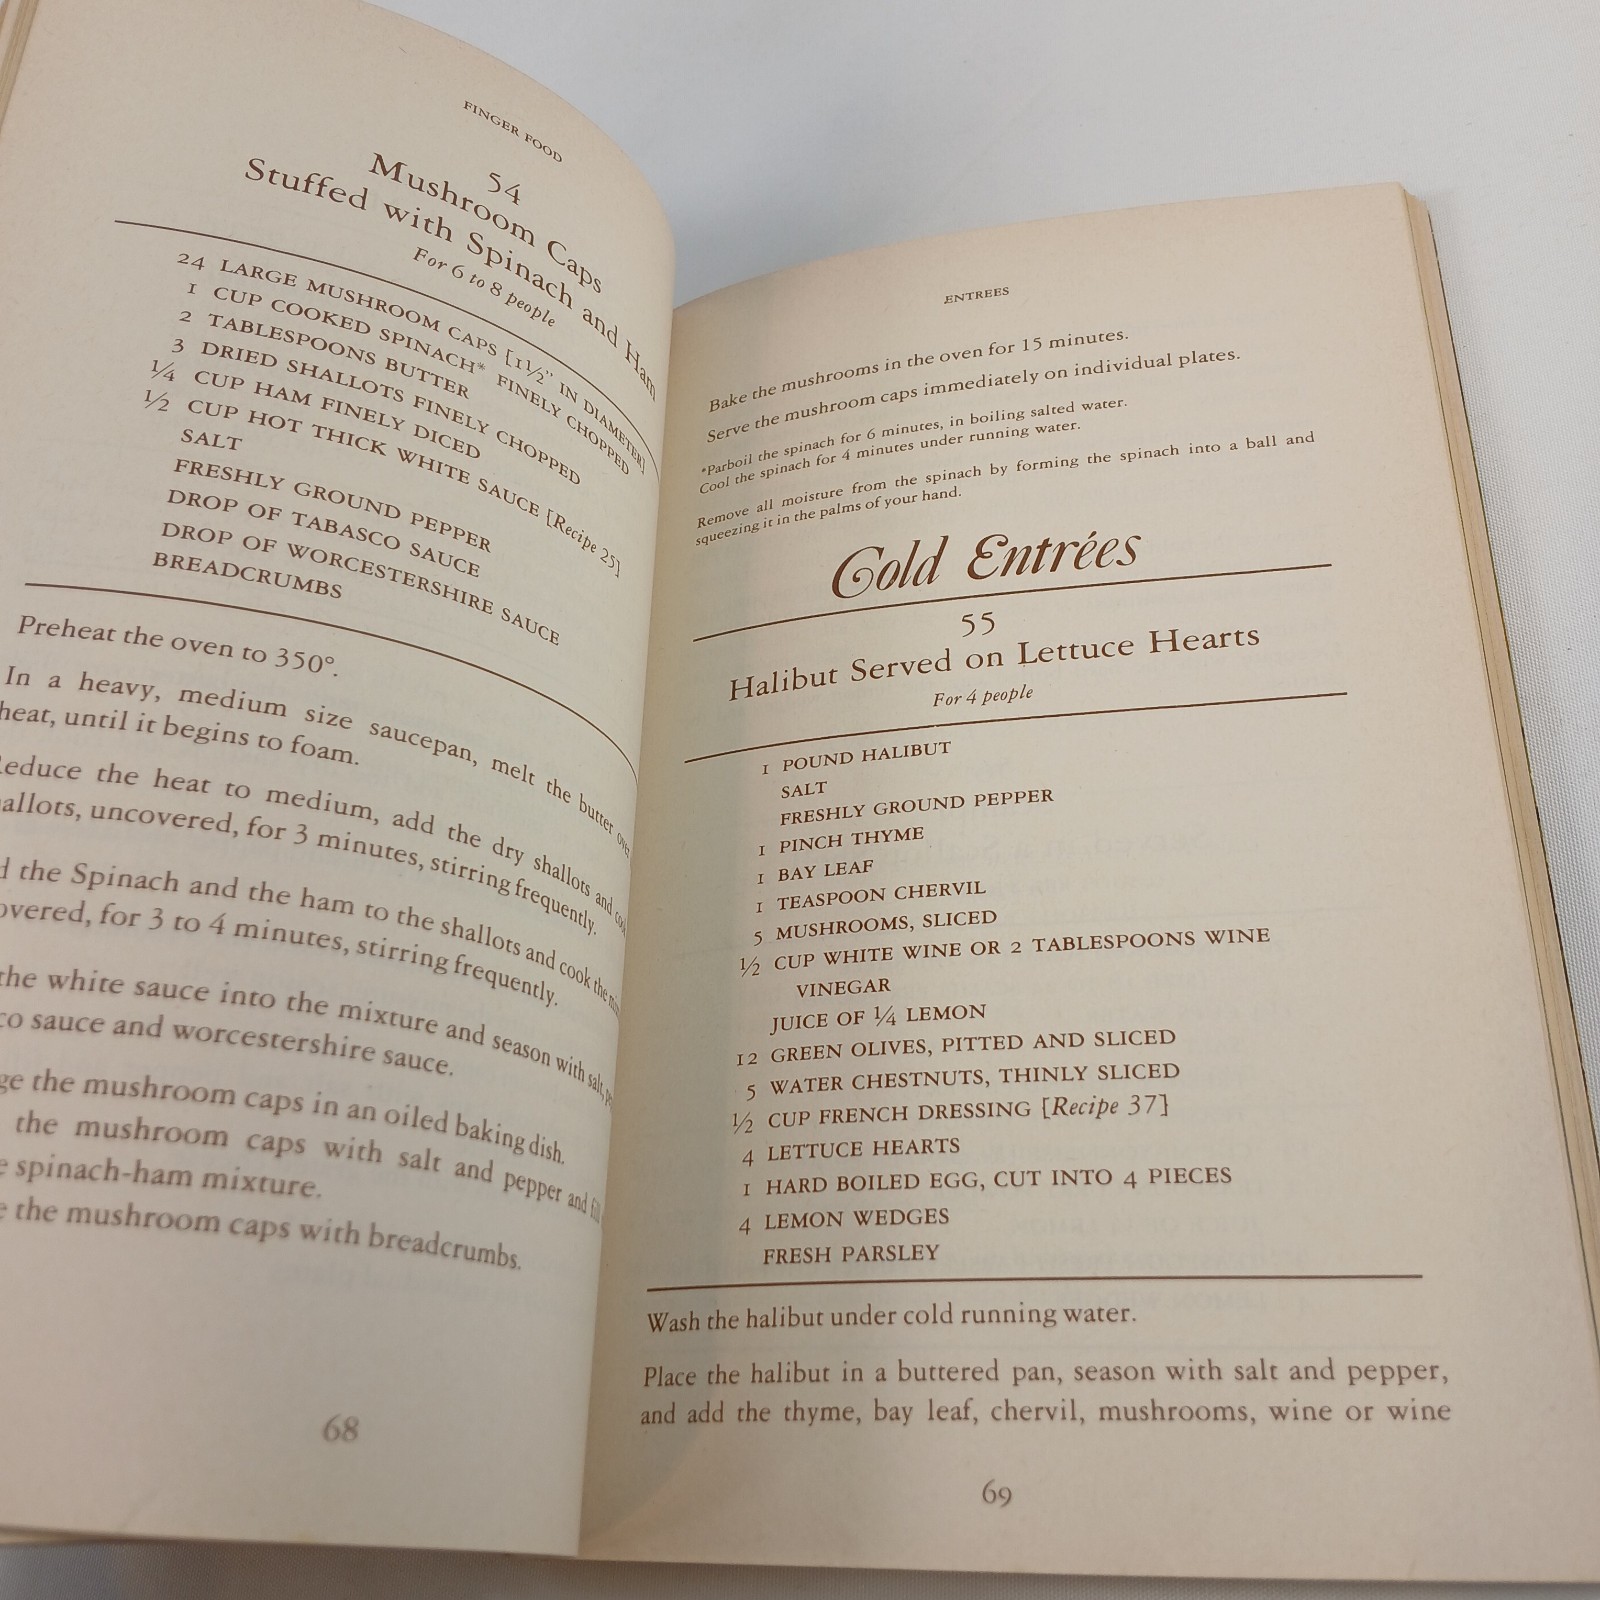 FINGER FOOD
54
Mushroom Caps
Stuffed with Spinach and Ham
For 6 to 8 people
24 LARGE MUSHROOM CAPS [1½" IN DIAMETER]
1 CUP COOKED SPINACH* FINELY CHOPPED
2 TABLESPOONS BUTTER
3 DRIED SHALLOTS FINELY CHOPPED
¼ CUP HAM FINELY DICED
½ CUP HOT THICK WHITE SAUCE [Recipe 25]
SALT
FRESHLY GROUND PEPPER
DROP OF TABASCO SAUCE
DROP OF WORCESTERSHIRE SAUCE
BREADCRUMBS
Preheat the oven to 350°.
In a heavy, medium size saucepan, melt the butter over
heat, until it begins to foam.
Reduce the heat to medium, add the dry shallots and cook
allots, uncovered, for 3 minutes, stirring frequently.
d the Spinach and the ham to the shallots and cook the
overed, for 3 to 4 minutes, stirring frequently.
the white sauce into the mixture and season with salt,
co sauce and worcestershire sauce.
ge the mushroom caps in an oiled baking dish.
the mushroom caps with salt and pepper and fill
e spinach-ham mixture.
e the mushroom caps with breadcrumbs.
68
ENTREES
Bake the mushrooms in the oven for 15 minutes.
Serve the mushroom caps immediately on individual plates.
*Parboil the spinach for 6 minutes, in boiling salted water.
Cool the spinach for 4 minutes under running water.
Remove all moisture from the spinach by forming the spinach into a ball and
squeezing it in the palms of your hand.
Cold Entrées
55
Halibut Served on Lettuce Hearts
For 4 people
1 POUND HALIBUT
SALT
FRESHLY GROUND PEPPER
1 PINCH THYME
1 BAY LEAF
1 TEASPOON CHERVIL
5 MUSHROOMS, SLICED
½ CUP WHITE WINE OR 2 TABLESPOONS WINE
VINEGAR
JUICE OF ¼ LEMON
12 GREEN OLIVES, PITTED AND SLICED
5 WATER CHESTNUTS, THINLY SLICED
½ CUP FRENCH DRESSING [Recipe 37]
4 LETTUCE HEARTS
1 HARD BOILED EGG, CUT INTO 4 PIECES
4 LEMON WEDGES
FRESH PARSLEY
Wash the halibut under cold running water.
Place the halibut in a buttered pan, season with salt and pepper,
and add the thyme, bay leaf, chervil, mushrooms, wine or wine
69